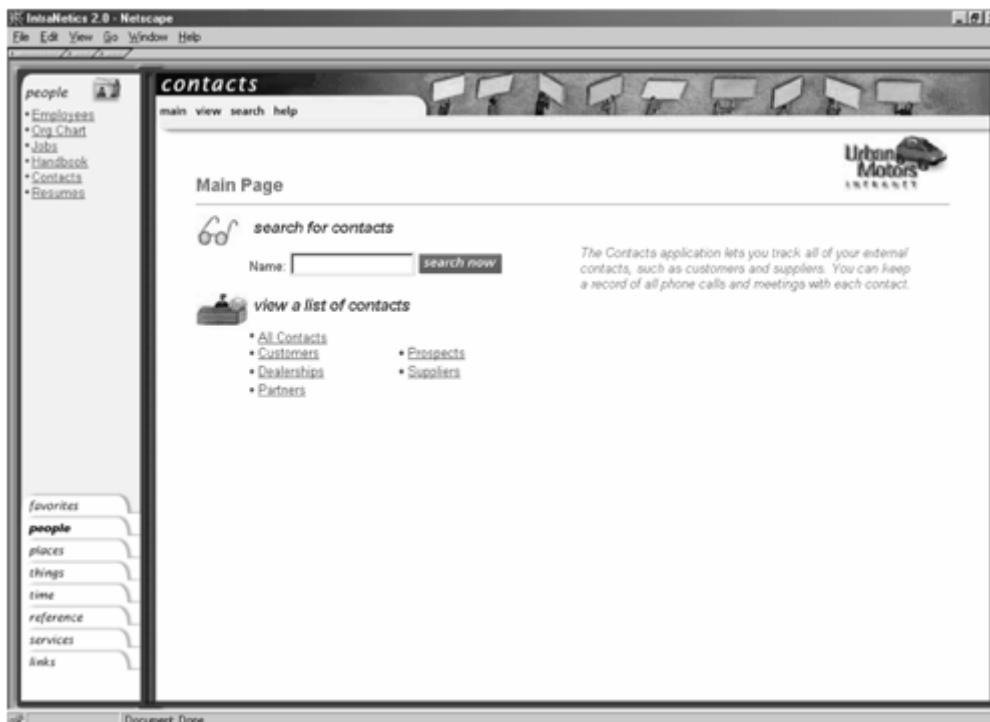 IntraNetics 2.0 - Netscape
File Edit View Go Window Help
people
• Employees
• Org Chart
• Jobs
• Handbook
• Contacts
• Resumes
favorites
people
places
things
time
reference
services
links
contacts
main view search help
Urban Motors
INTRANET
Main Page
search for contacts
Name: search now
The Contacts application lets you track all of your external
contacts, such as customers and suppliers. You can keep
a record of all phone calls and meetings with each contact.
view a list of contacts
• All Contacts
• Customers • Prospects
• Dealerships • Suppliers
• Partners
Document: Done